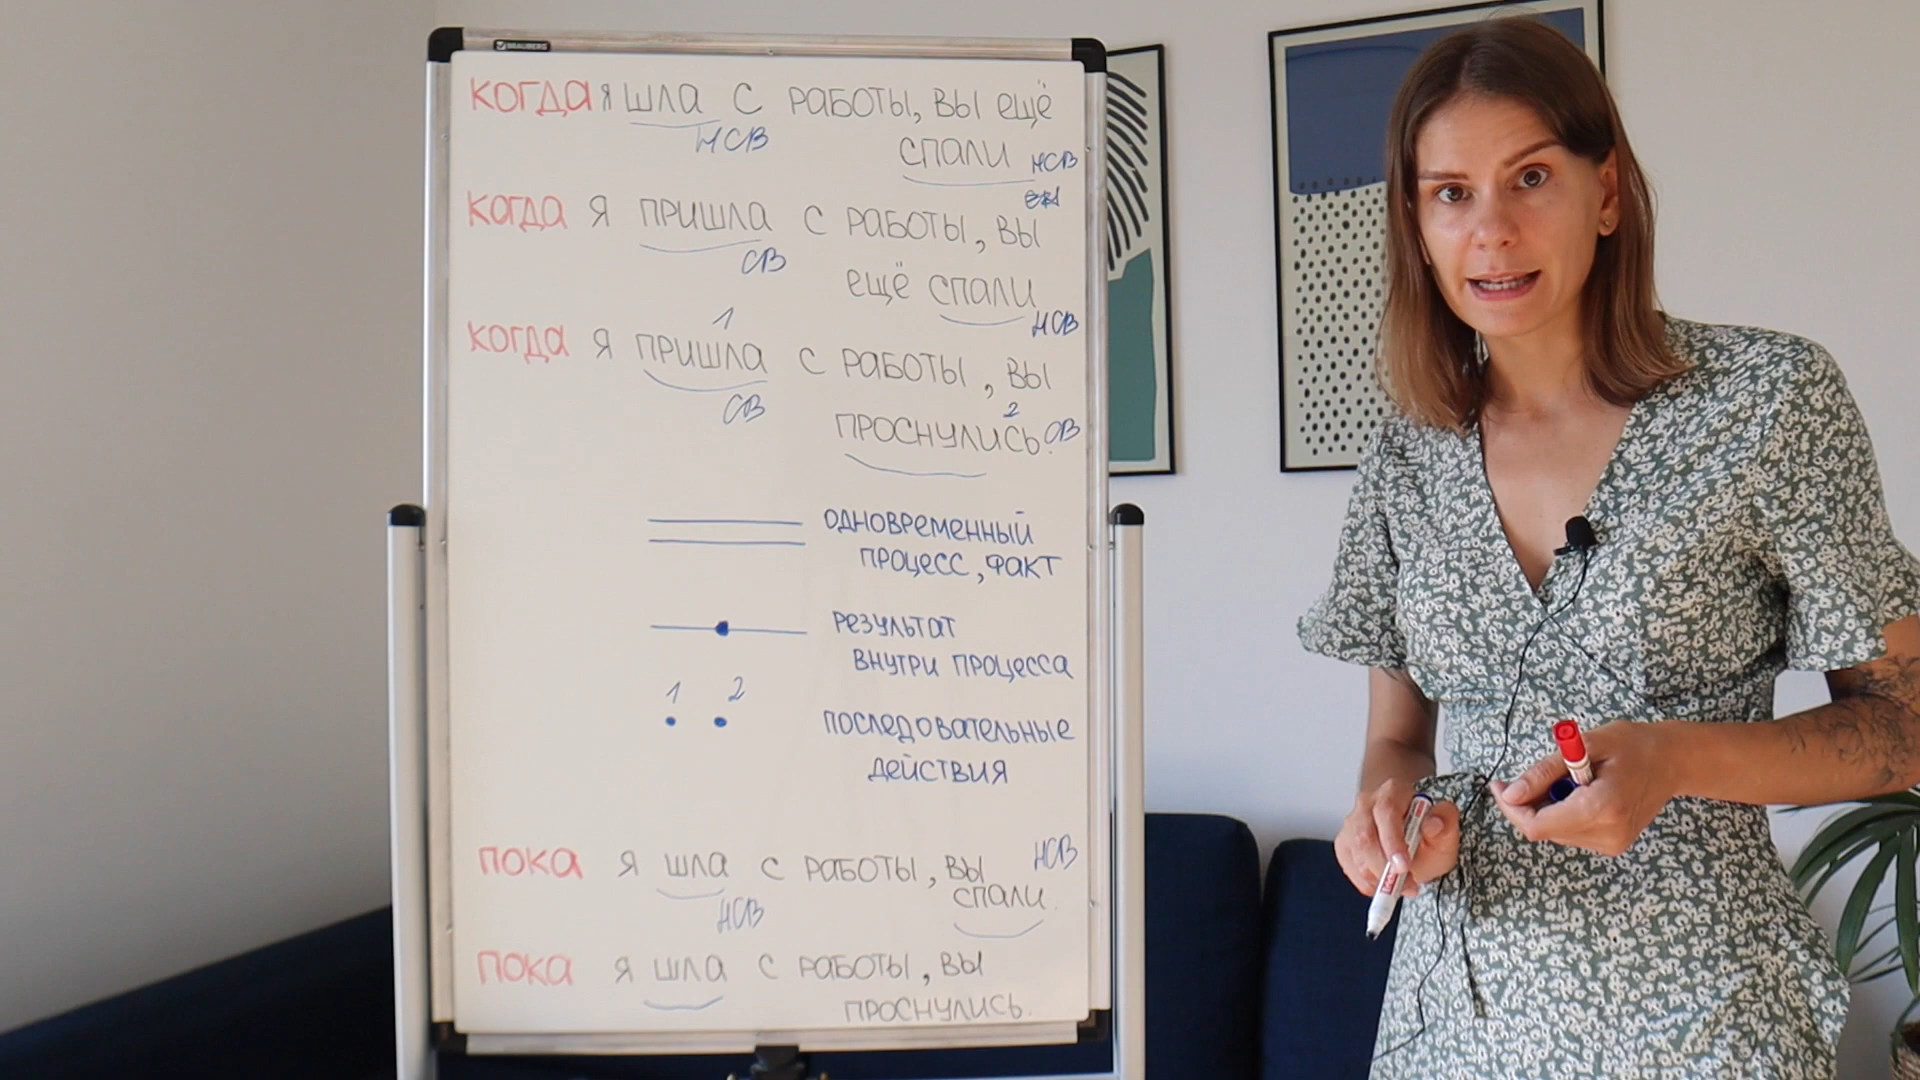 BRAUBERG
КОГДА Я ШЛА С РАБОТЫ, ВЫ ЕЩЁ
НСВ
СПАЛИ НСВ
КОГДА Я ПРИШЛА С РАБОТЫ, ВЫ
СВ
ЕЩЁ СПАЛИ
НСВ
1
КОГДА Я ПРИШЛА С РАБОТЫ, ВЫ
СВ
2
ПРОСНУЛИСЬ. СВ
ОДНОВРЕМЕННЫЙ
ПРОЦЕСС, ФАКТ
РЕЗУЛЬТАТ
ВНУТРИ ПРОЦЕССА
1 2
ПОСЛЕДОВАТЕЛЬНЫЕ
ДЕЙСТВИЯ
ПОКА Я ШЛА С РАБОТЫ, ВЫ НСВ
НСВ
СПАЛИ.
ПОКА Я ШЛА С РАБОТЫ, ВЫ
ПРОСНУЛИСЬ.